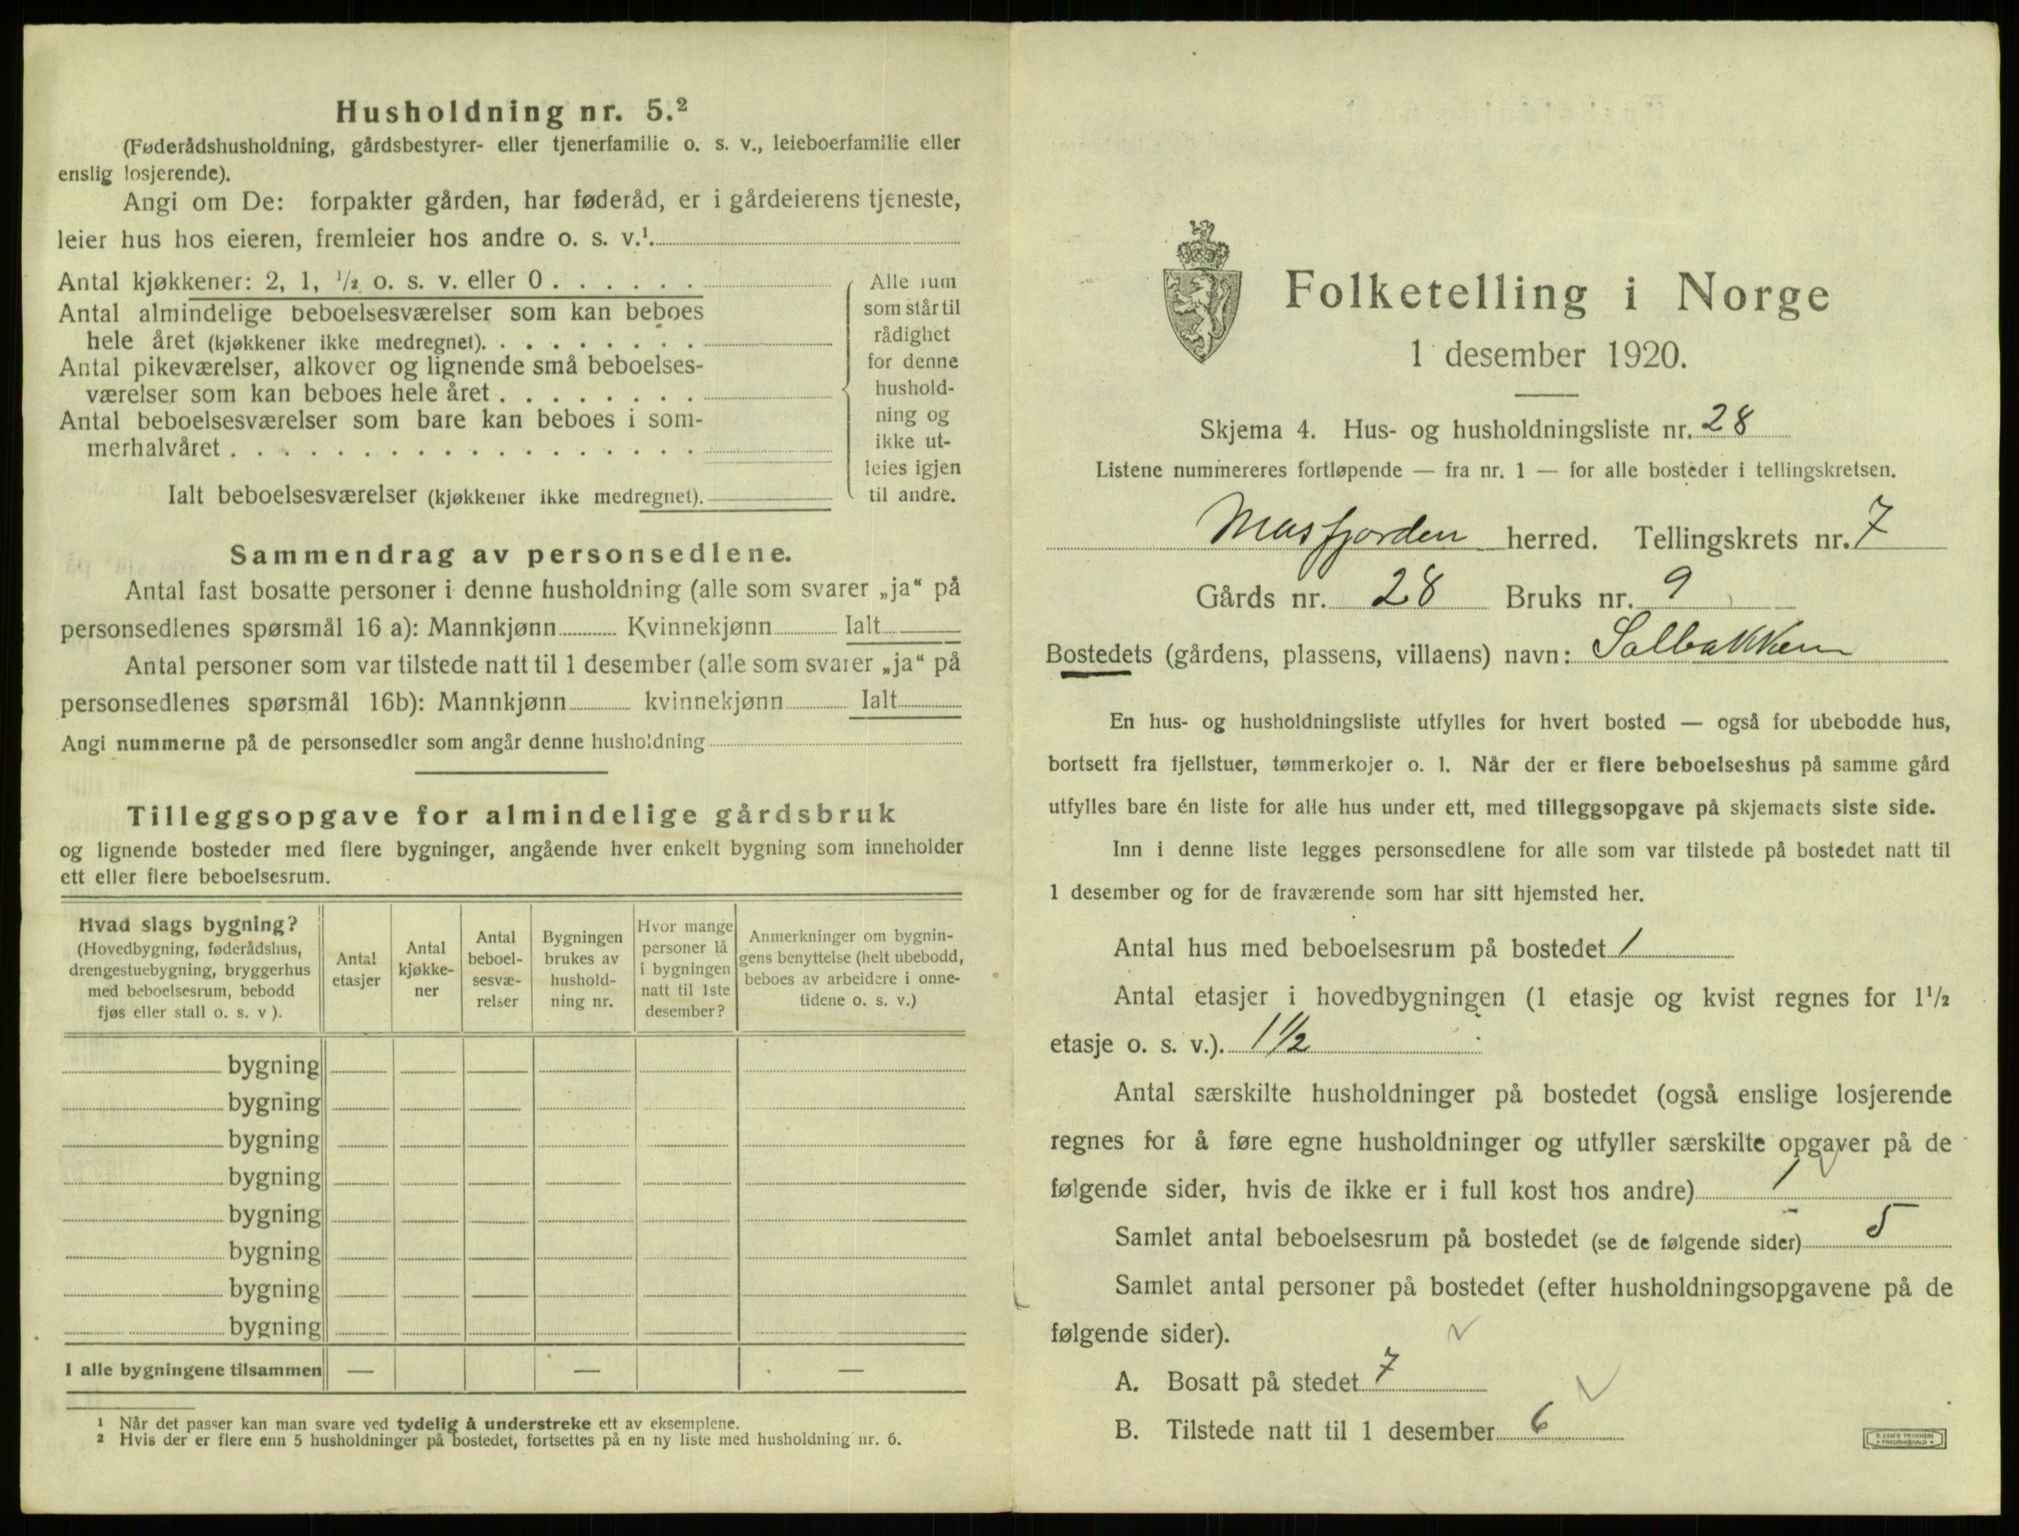 Husholdning nr. 5.²
(Føderådshusholdning, gårdsbestyrer- eller tjenerfamilie o. s. v., leieboerfamilie eller
enslig losjerende).
Angi om De: forpakter gården, har føderåd, er i gårdeierens tjeneste,
leier hus hos eieren, fremleier hos andre o. s. v.¹.
Antal kjøkkener: 2, 1, ½ o. s. v. eller 0
Antal almindelige beboelsesværelser som kan beboes
hele året (kjøkkener ikke medregnet).
Antal pikeværelser, alkover og lignende små beboelses-
værelser som kan beboes hele året
Antal beboelsesværelser som bare kan beboes i som-
merhalvåret
Ialt beboelsesværelser (kjøkkener ikke medregnet).
Alle rum
som står til
rådighet
for denne
hushold-
ning og
ikke ut-
leies igjen
til andre.
Sammendrag av personsedlene.
Antal fast bosatte personer i denne husholdning (alle som svarer „ja“ på
personsedlenes spørsmål 16 a): Mannkjønn Kvinnekjønn Ialt
Antal personer som var tilstede natt til 1 desember (alle som svarer „ja“ på
personsedlenes spørsmål 16b): Mannkjønn kvinnekjønn Ialt
Angi nummerne på de personsedler som angår denne husholdning
Tilleggsopgave for almindelige gårdsbruk
og lignende bosteder med flere bygninger, angående hver enkelt bygning som inneholder
ett eller flere beboelsesrum.
Hvad slags bygning?
(Hovedbygning, føderådshus,
drengestuebygning, bryggerhus
med beboelsesrum, bebodd
fjøs eller stall o. s. v ).
Antal
etasjer
Antal
kjøkke-
ner
Antal
beboel-
sesvæ-
relser
Bygningen
brukes av
hushold-
ning nr.
Hvor mange
personer lå
i bygningen
natt til 1ste
desember?
Anmerkninger om bygnin-
gens benyttelse (helt ubebodd,
beboes av arbeidere i onne-
tidene o. s. v.)
bygning
bygning
bygning
bygning
bygning
bygning
bygning
bygning
I alle bygningene tilsammen — — —
¹ Når det passer kan man svare ved tydelig å understreke ett av eksemplene.
² Hvis der er flere enn 5 husholdninger på bostedet, fortsettes på en ny liste med husholdning nr. 6.
Folketelling i Norge
1 desember 1920.
Skjema 4. Hus- og husholdningsliste nr. 28
Listene nummereres fortløpende — fra nr. 1 — for alle bosteder i tellingskretsen.
Masfjorden herred. Tellingskrets nr. 7
Gårds nr. 28 Bruks nr. 9
Bostedets (gårdens, plassens, villaens) navn: Solbakken
En hus- og husholdningsliste utfylles for hvert bosted — også for ubebodde hus,
bortsett fra fjellstuer, tømmerkojer o. l. Når der er flere beboelseshus på samme gård
utfylles bare én liste for alle hus under ett, med tilleggsopgave på skjemaets siste side.
Inn i denne liste legges personsedlene for alle som var tilstede på bostedet natt til
1 desember og for de fraværende som har sitt hjemsted her.
Antal hus med beboelsesrum på bostedet 1
Antal etasjer i hovedbygningen (1 etasje og kvist regnes for 1½
etasje o. s. v.). 1½
Antal særskilte husholdninger på bostedet (også enslige losjerende
regnes for å føre egne husholdninger og utfyller særskilte opgaver på de
følgende sider, hvis de ikke er i full kost hos andre) 1
Samlet antal beboelsesrum på bostedet (se de følgende sider) 5
Samlet antal personer på bostedet (efter husholdningsopgavene på de
følgende sider).
A. Bosatt på stedet 7
B. Tilstede natt til 1 desember 6